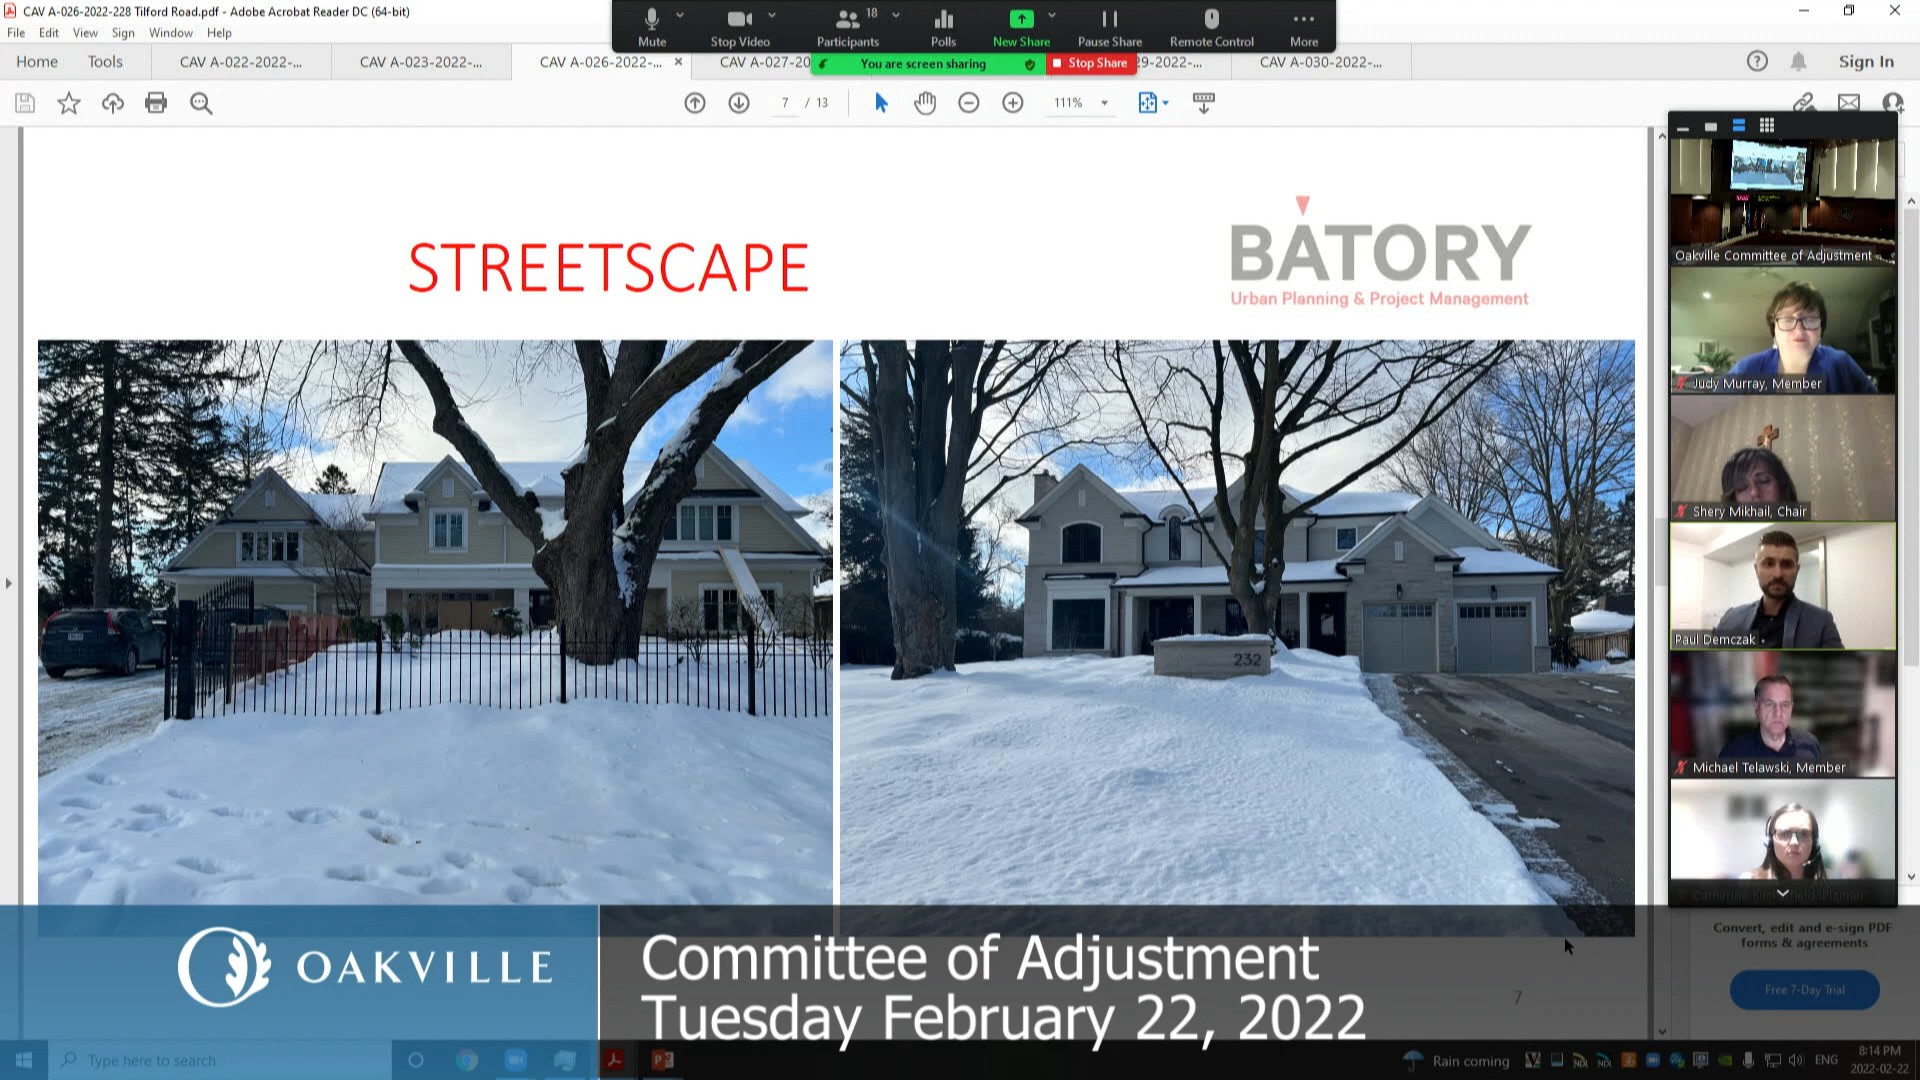 CAV A-026-2022-228 Tilford Road.pdf - Adobe Acrobat Reader DC (64-bit)
File Edit View Sign Window Help
Mute
Stop Video
18
Participants
Polls
New Share
Pause Share
Remote Control
More
You are screen sharing
Stop Share
Home
Tools
CAV A-022-2022-...
CAV A-023-2022-...
CAV A-026-2022-...
CAV A-027-20
29-2022-...
CAV A-030-2022-...
Sign In
7 / 13
111%
STREETSCAPE
BATORY
Urban Planning & Project Management
232
Oakville Committee of Adjustment
Judy Murray, Member
Shery Mikhail, Chair
Paul Demczak
Michael Telawski, Member
Convert, edit and e-sign PDF
forms & agreements
Free 7-Day Trial
7
OAKVILLE
Committee of Adjustment
Tuesday February 22, 2022
Type here to search
Rain coming
ENG
8:14 PM
2022-02-22